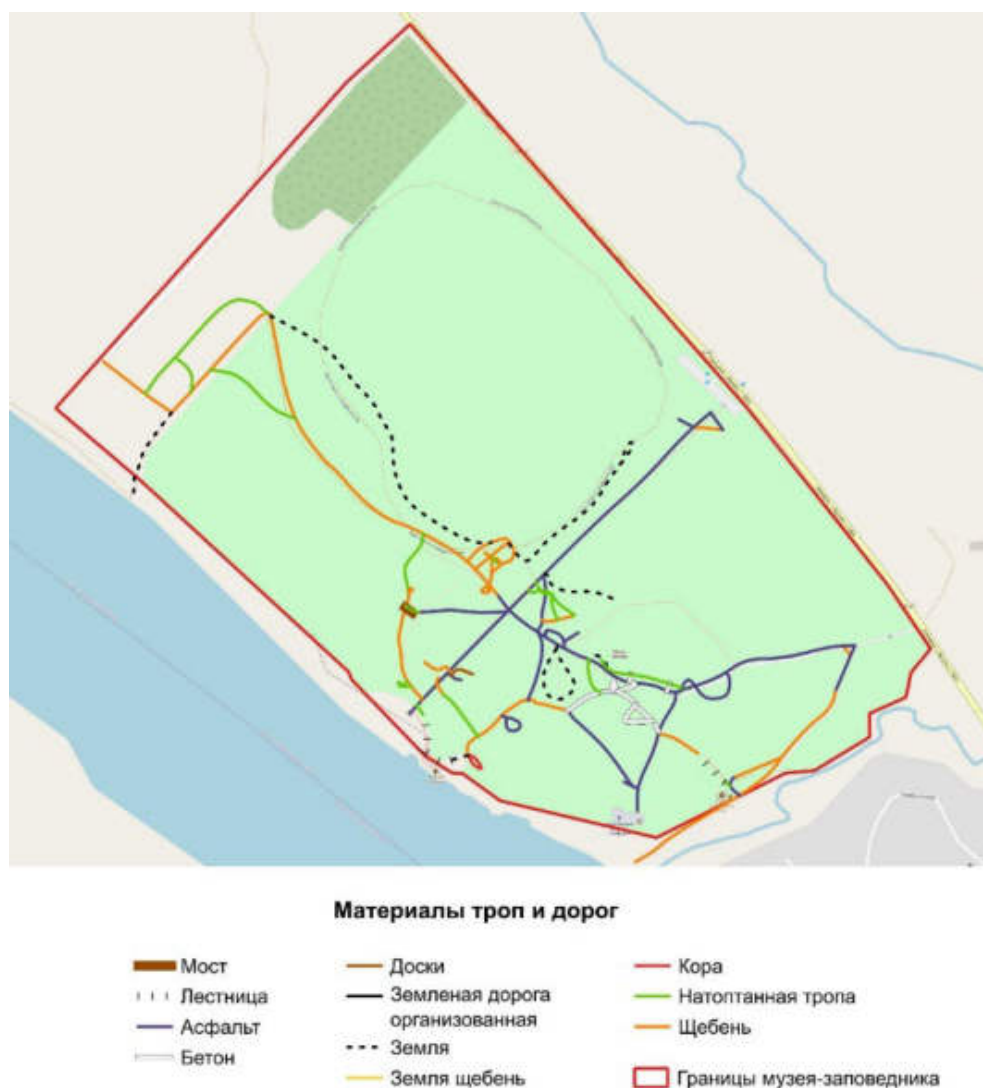 Материалы троп и дорог
Мост
Лестница
Асфальт
Бетон
Доски
Земленая дорога
организованная
Земля
Земля щебень
Кора
Натоптанная тропа
Щебень
Границы музея-заповедника